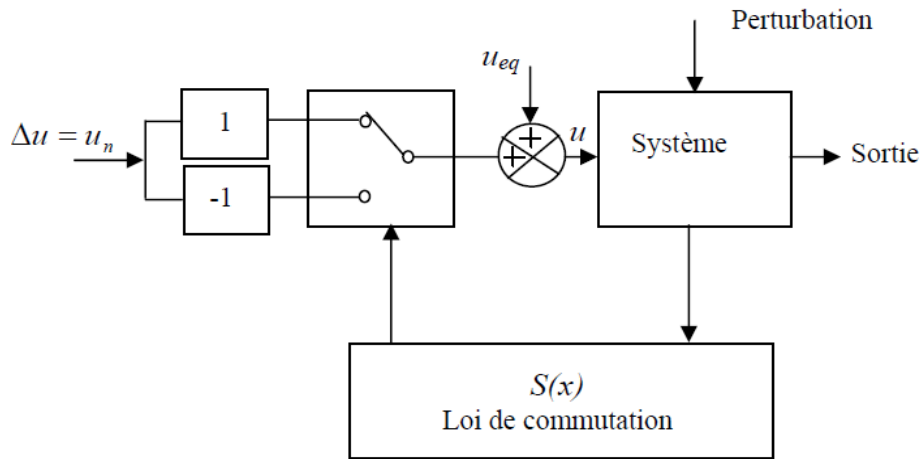 Perturbation
u_eq
Δu = u_n
1
-1
+
+
u
Système
Sortie
S(x)
Loi de commutation